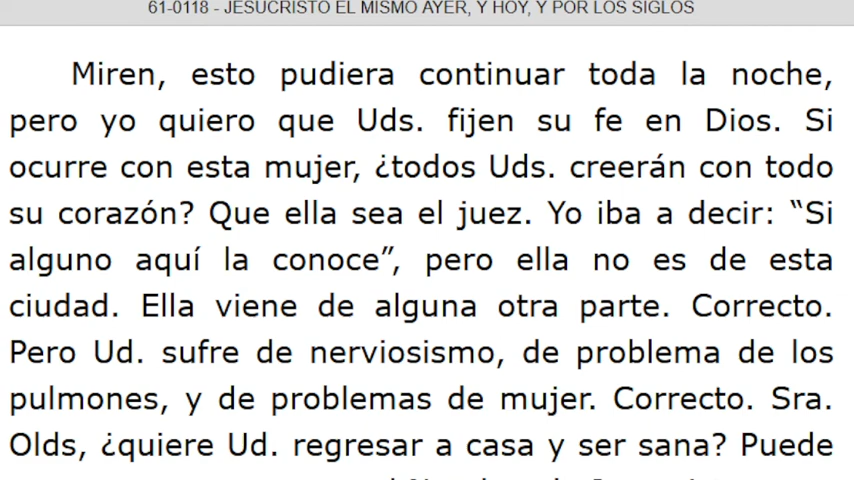 61-0118 - JESUCRISTO EL MISMO AYER, Y HOY, Y POR LOS SIGLOS
Miren, esto pudiera continuar toda la noche,
pero yo quiero que Uds. fijen su fe en Dios. Si
ocurre con esta mujer, ¿todos Uds. creerán con todo
su corazón? Que ella sea el juez. Yo iba a decir: “Si
alguno aquí la conoce”, pero ella no es de esta
ciudad. Ella viene de alguna otra parte. Correcto.
Pero Ud. sufre de nerviosismo, de problema de los
pulmones, y de problemas de mujer. Correcto. Sra.
Olds, ¿quiere Ud. regresar a casa y ser sana? Puede